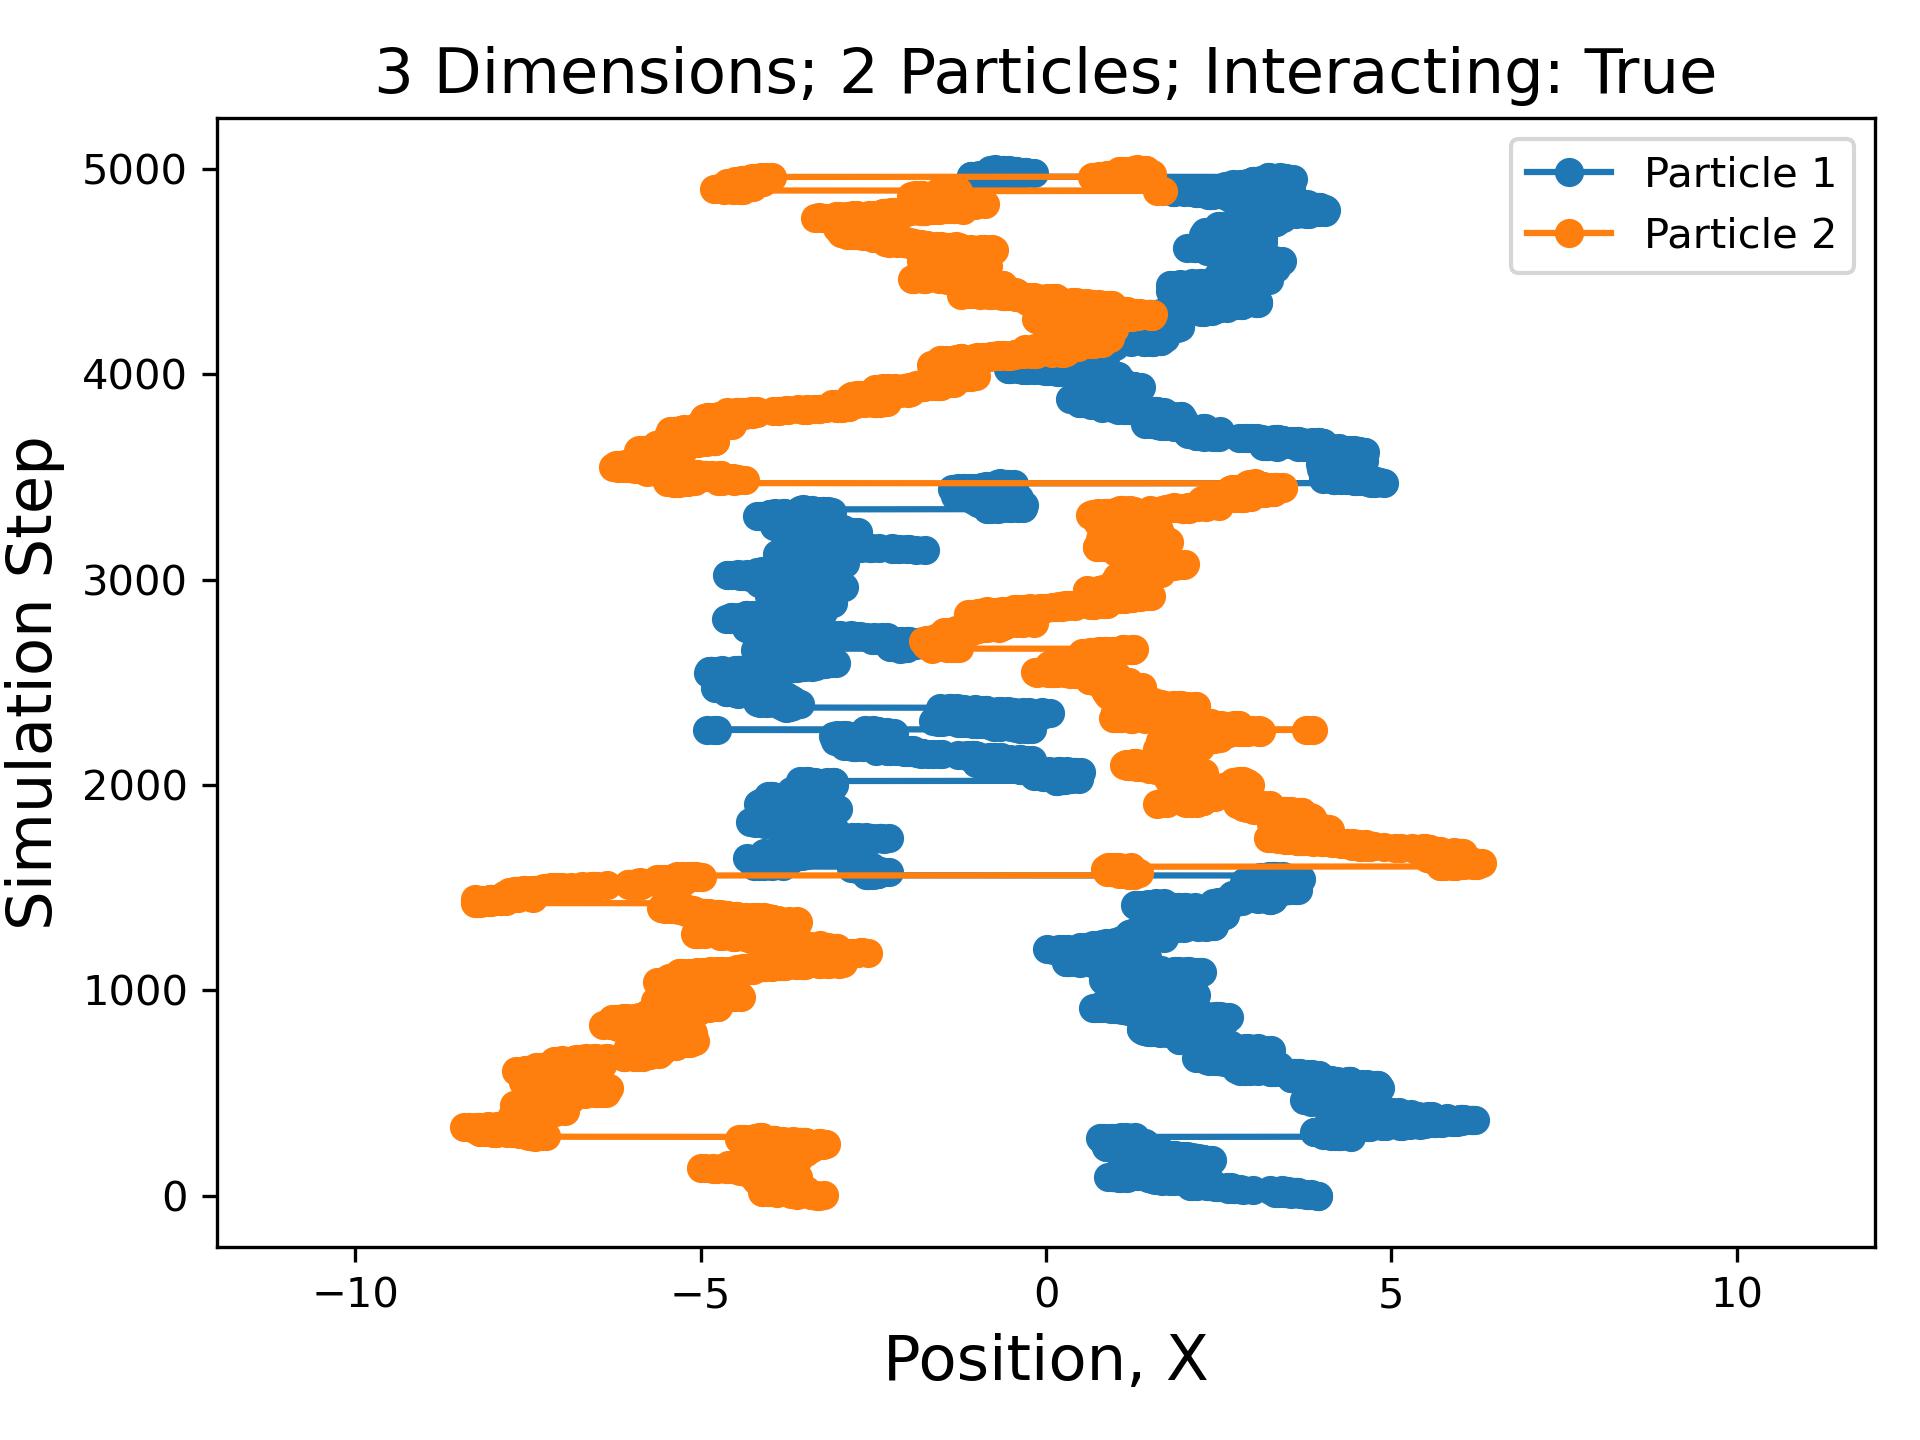 3 Dimensions; 2 Particles; Interacting: True
Particle 1
Particle 2
5000
4000
3000
2000
1000
0
Simulation Step
−10
−5
0
5
10
Position, X